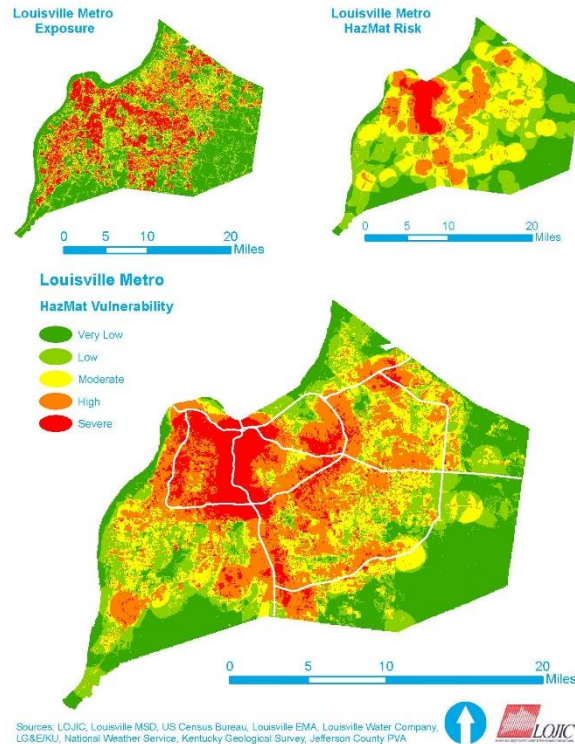 Louisville Metro
Exposure
Louisville Metro
HazMat Risk
0 5 10 20
Miles
0 5 10 20
Miles
Louisville Metro
HazMat Vulnerability
Very Low
Low
Moderate
High
Severe
0 5 10 20
Miles
Sources: LOJIC, Louisville MSD, US Census Bureau, Louisville EMA, Louisville Water Company,
LG&E/KU, National Weather Service, Kentucky Geological Survey, Jefferson County PVA
LOJIC